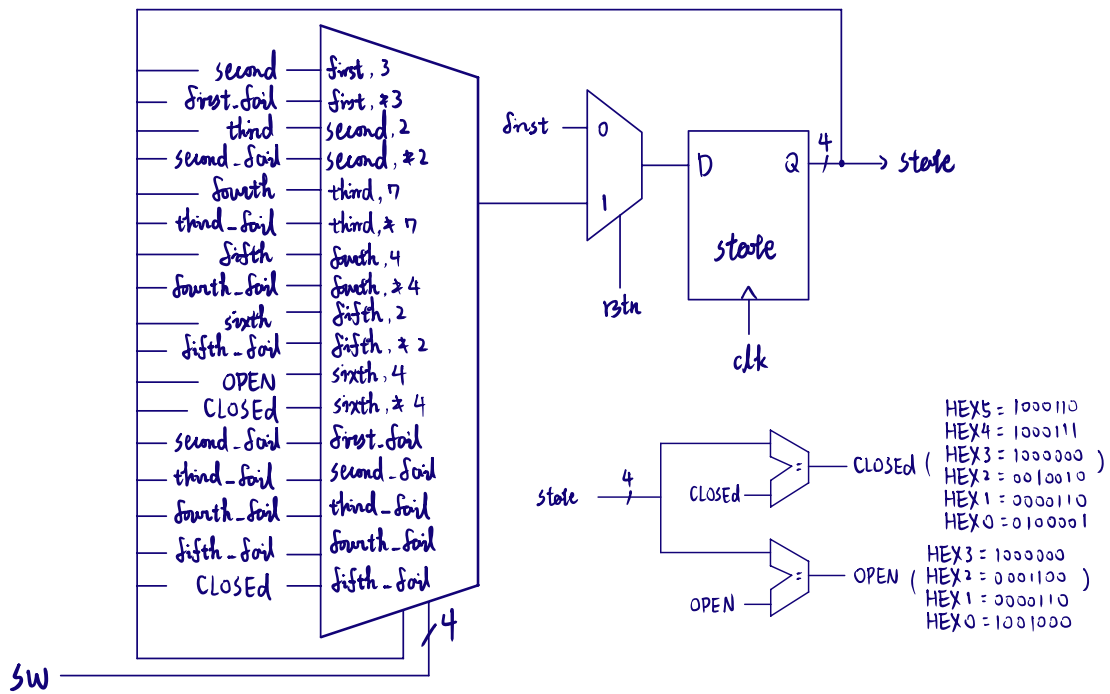 second first, 3
first_fail first, ≠3
third second, 2
second_fail second, ≠2
fourth third, 7
third_fail third, ≠7
fifth fourth, 4
fourth_fail fourth, ≠4
sixth fifth, 2
fifth_fail fifth, ≠2
OPEN sixth, 4
CLOSEd sixth, ≠4
second_fail first_fail
third_fail second_fail
fourth_fail third_fail
fifth_fail fourth_fail
CLOSEd fifth_fail
4
SW
first 0
1
rstn
D Q
state
clk
4
state
state
4
CLOSEd
=
CLOSEd (
HEX5 = 1000110
HEX4 = 1000111
HEX3 = 1000000
HEX2 = 0010010
HEX1 = 0000110
HEX0 = 0100001
)
OPEN
=
OPEN (
HEX3 = 1000000
HEX2 = 0001100
HEX1 = 0000110
HEX0 = 1001000
)